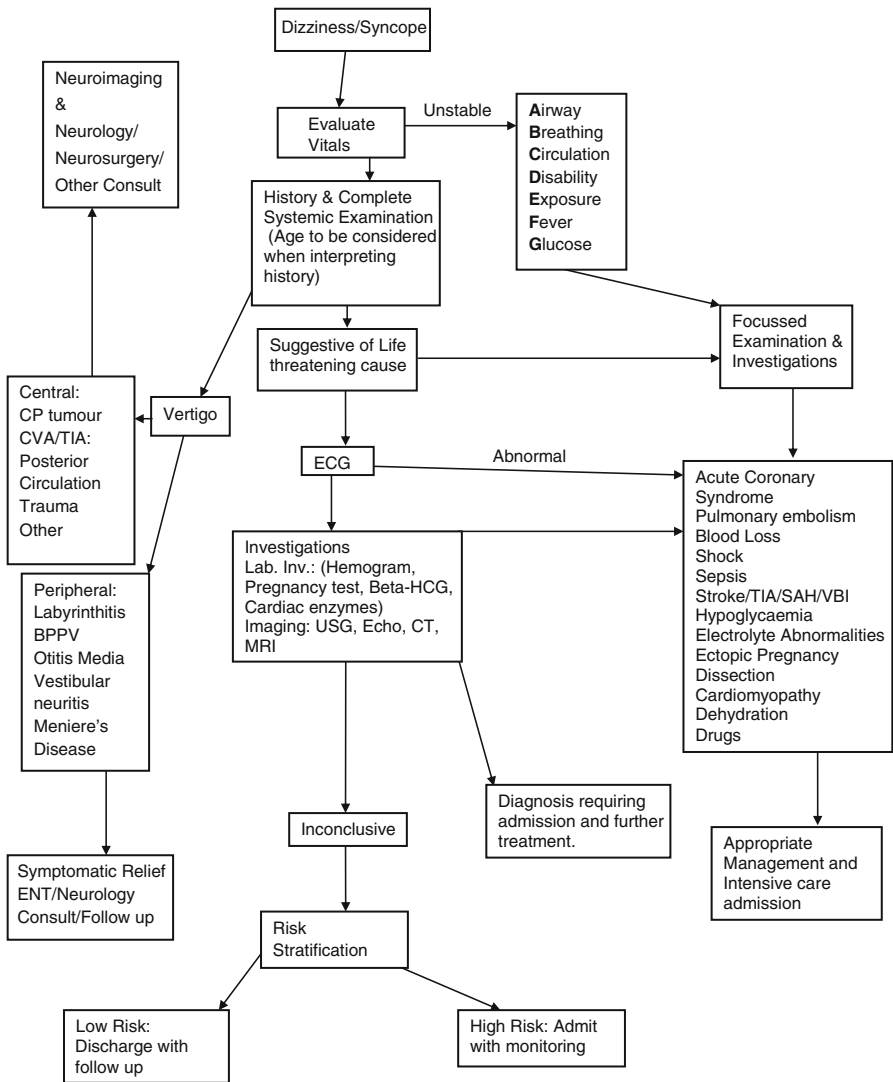 Dizziness/Syncope
Neuroimaging
&
Neurology/
Neurosurgery/
Other Consult
Evaluate
Vitals
Unstable
Airway
Breathing
Circulation
Disability
Exposure
Fever
Glucose
History & Complete
Systemic Examination
(Age to be considered
when interpreting
history)
Focussed
Examination &
Investigations
Suggestive of Life
threatening cause
Central:
CP tumour
CVA/TIA:
Posterior
Circulation
Trauma
Other
Vertigo
ECG
Abnormal
Acute Coronary
Syndrome
Pulmonary embolism
Blood Loss
Shock
Sepsis
Stroke/TIA/SAH/VBI
Hypoglycaemia
Electrolyte Abnormalities
Ectopic Pregnancy
Dissection
Cardiomyopathy
Dehydration
Drugs
Investigations
Lab. Inv.: (Hemogram,
Pregnancy test, Beta-HCG,
Cardiac enzymes)
Imaging: USG, Echo, CT,
MRI
Peripheral:
Labyrinthitis
BPPV
Otitis Media
Vestibular
neuritis
Meniere's
Disease
Diagnosis requiring
admission and further
treatment.
Inconclusive
Appropriate
Management and
Intensive care
admission
Symptomatic Relief
ENT/Neurology
Consult/Follow up
Risk
Stratification
Low Risk:
Discharge with
follow up
High Risk: Admit
with monitoring